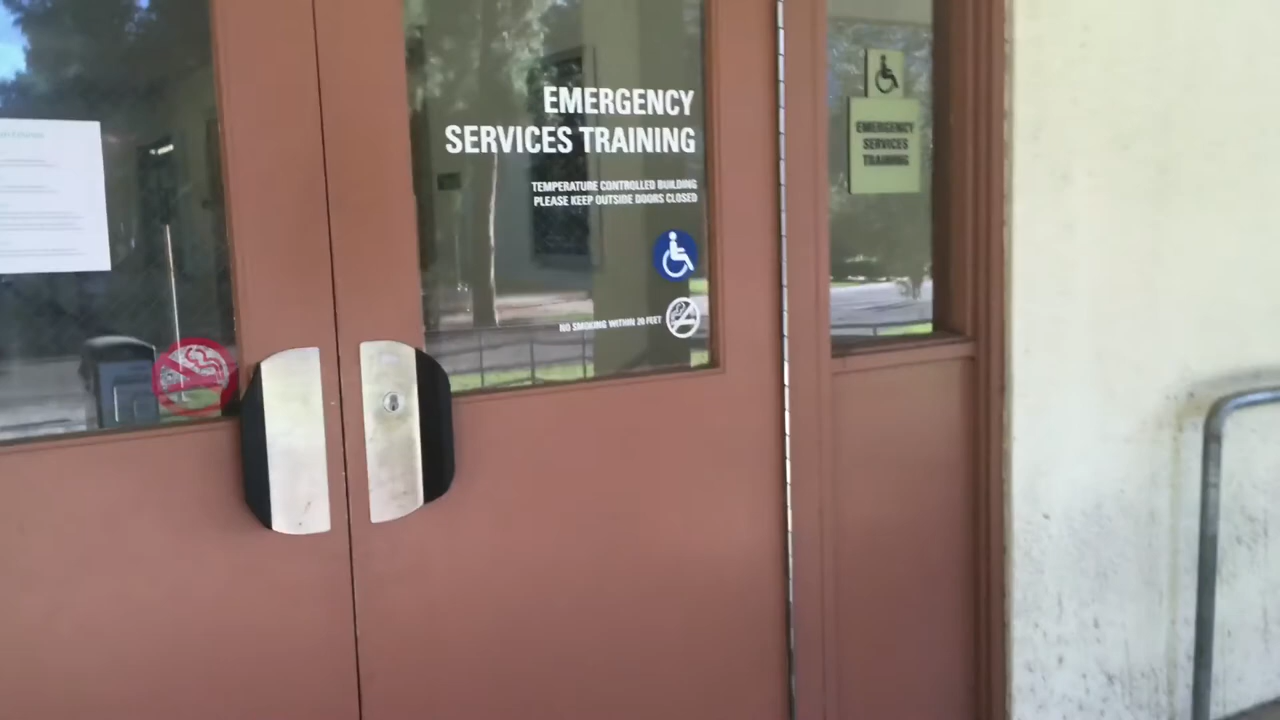 EMERGENCY
SERVICES TRAINING
TEMPERATURE CONTROLLED BUILDING
PLEASE KEEP OUTSIDE DOORS CLOSED
NO SMOKING WITHIN 20 FEET
EMERGENCY
SERVICES
TRAINING